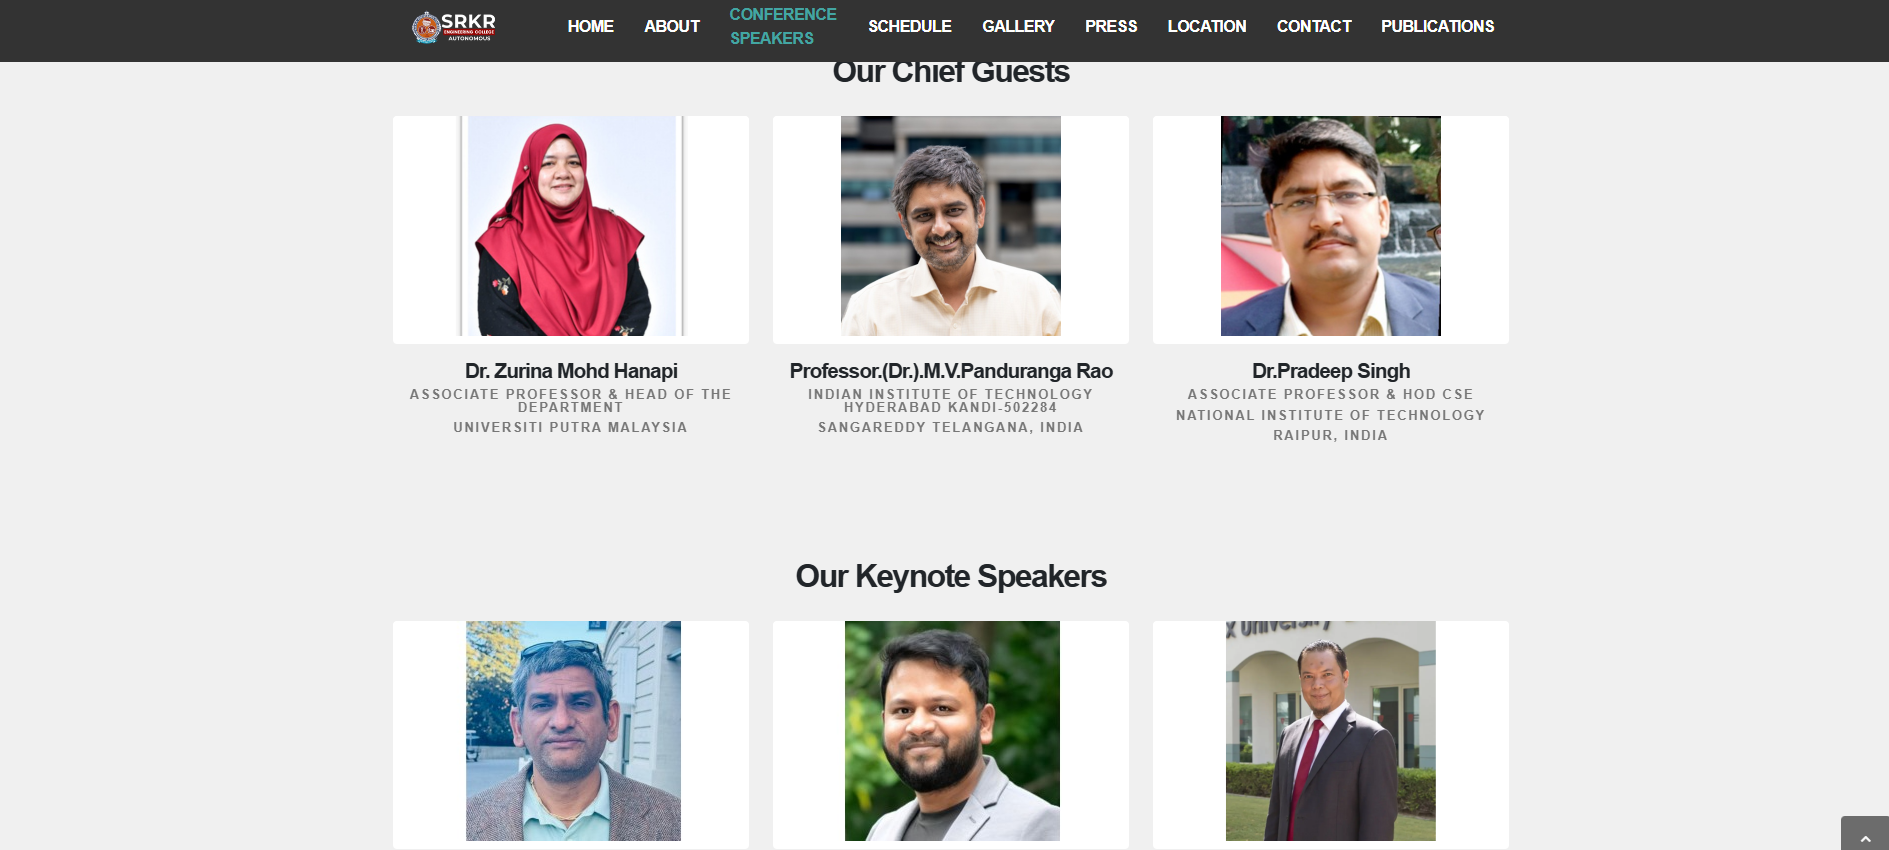 SRKR
ENGINEERING COLLEGE
AUTONOMOUS
HOME
ABOUT
CONFERENCE
SPEAKERS
SCHEDULE
GALLERY
PRESS
LOCATION
CONTACT
PUBLICATIONS
Our Chief Guests
Dr. Zurina Mohd Hanapi
ASSOCIATE PROFESSOR & HEAD OF THE
DEPARTMENT
UNIVERSITI PUTRA MALAYSIA
Professor.(Dr.).M.V.Panduranga Rao
INDIAN INSTITUTE OF TECHNOLOGY
HYDERABAD KANDI-502284
SANGAREDDY TELANGANA, INDIA
Dr.Pradeep Singh
ASSOCIATE PROFESSOR & HOD CSE
NATIONAL INSTITUTE OF TECHNOLOGY
RAIPUR, INDIA
Our Keynote Speakers
x University